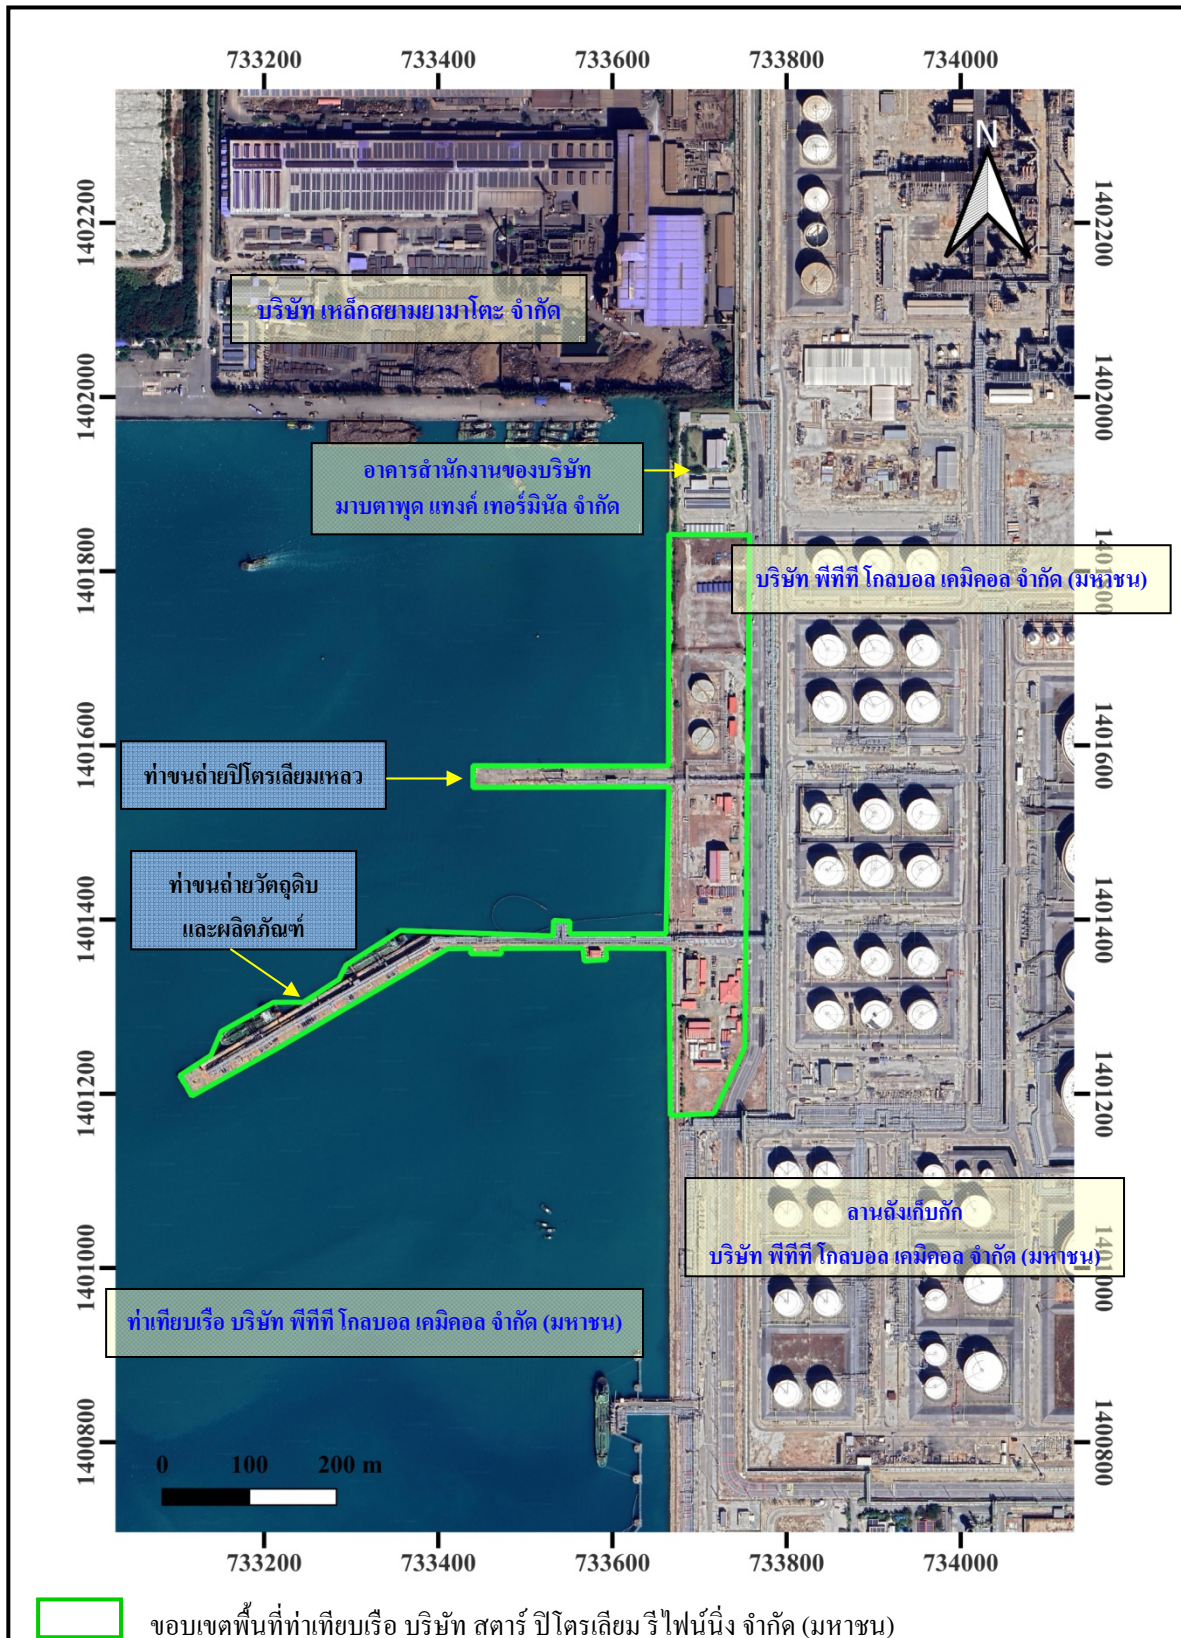 733200 733400 733600 733800 734000
N
1402200 1402200
บริษัท เหล็กสยามยามาโตะ จำกัด
1402000 1402000
อาคารสำนักงานของบริษัท
มาบตาพุด แทงค์ เทอร์มินัล จำกัด
1401800 1401800
บริษัท พีทีที โกลบอล เคมิคอล จำกัด (มหาชน)
1401600 1401600
ท่าขนถ่ายปิโตรเลียมเหลว
ท่าขนถ่ายวัตถุดิบ
และผลิตภัณฑ์
1401400 1401400
1401200 1401200
ลานถังเก็บกัก
บริษัท พีทีที โกลบอล เคมิคอล จำกัด (มหาชน)
1401000 1401000
ท่าเทียบเรือ บริษัท พีทีที โกลบอล เคมิคอล จำกัด (มหาชน)
1400800 1400800
0 100 200 m
733200 733400 733600 733800 734000
ขอบเขตพื้นที่ท่าเทียบเรือ บริษัท สตาร์ ปิโตรเลียม รีไฟน์นิ่ง จำกัด (มหาชน)